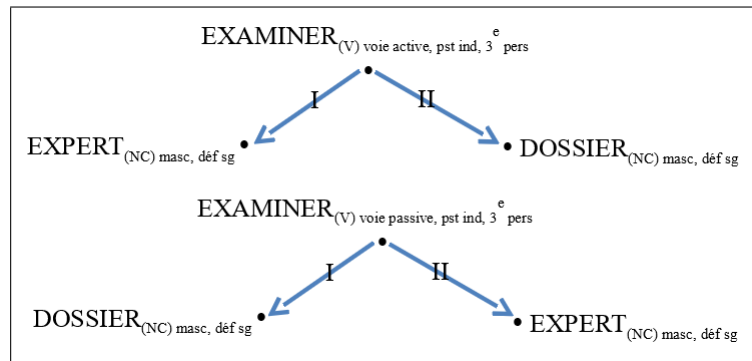 EXAMINER(V) voie active, pst ind, 3e pers
I II
EXPERT(NC) masc, déf sg DOSSIER(NC) masc, déf sg
EXAMINER(V) voie passive, pst ind, 3e pers
I II
DOSSIER(NC) masc, déf sg EXPERT(NC) masc, déf sg